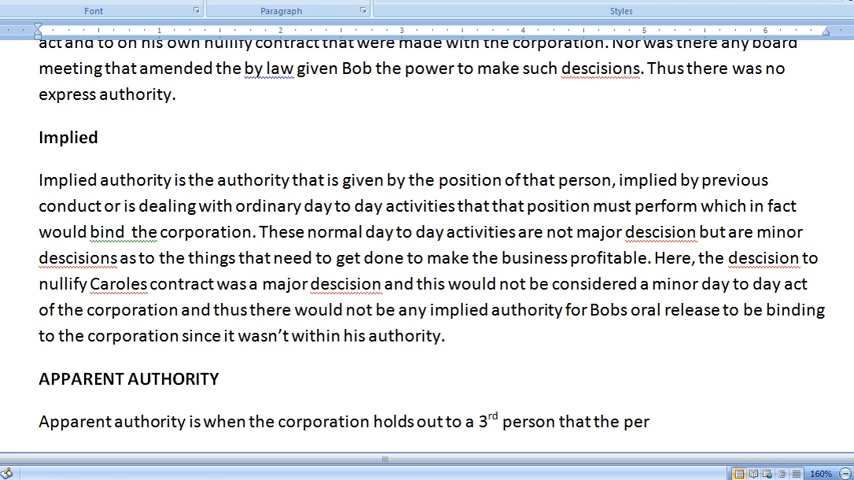 Font Paragraph Styles
1 2 3 4 5 6
act and to on his own nullify contract that were made with the corporation. Nor was there any board
meeting that amended the by law given Bob the power to make such descisions. Thus there was no
express authority.
Implied
Implied authority is the authority that is given by the position of that person, implied by previous
conduct or is dealing with ordinary day to day activities that that position must perform which in fact
would bind the corporation. These normal day to day activities are not major descision but are minor
descisions as to the things that need to get done to make the business profitable. Here, the descision to
nullify Caroles contract was a major descision and this would not be considered a minor day to day act
of the corporation and thus there would not be any implied authority for Bobs oral release to be binding
to the corporation since it wasn’t within his authority.
APPARENT AUTHORITY
Apparent authority is when the corporation holds out to a 3rd person that the per
160%